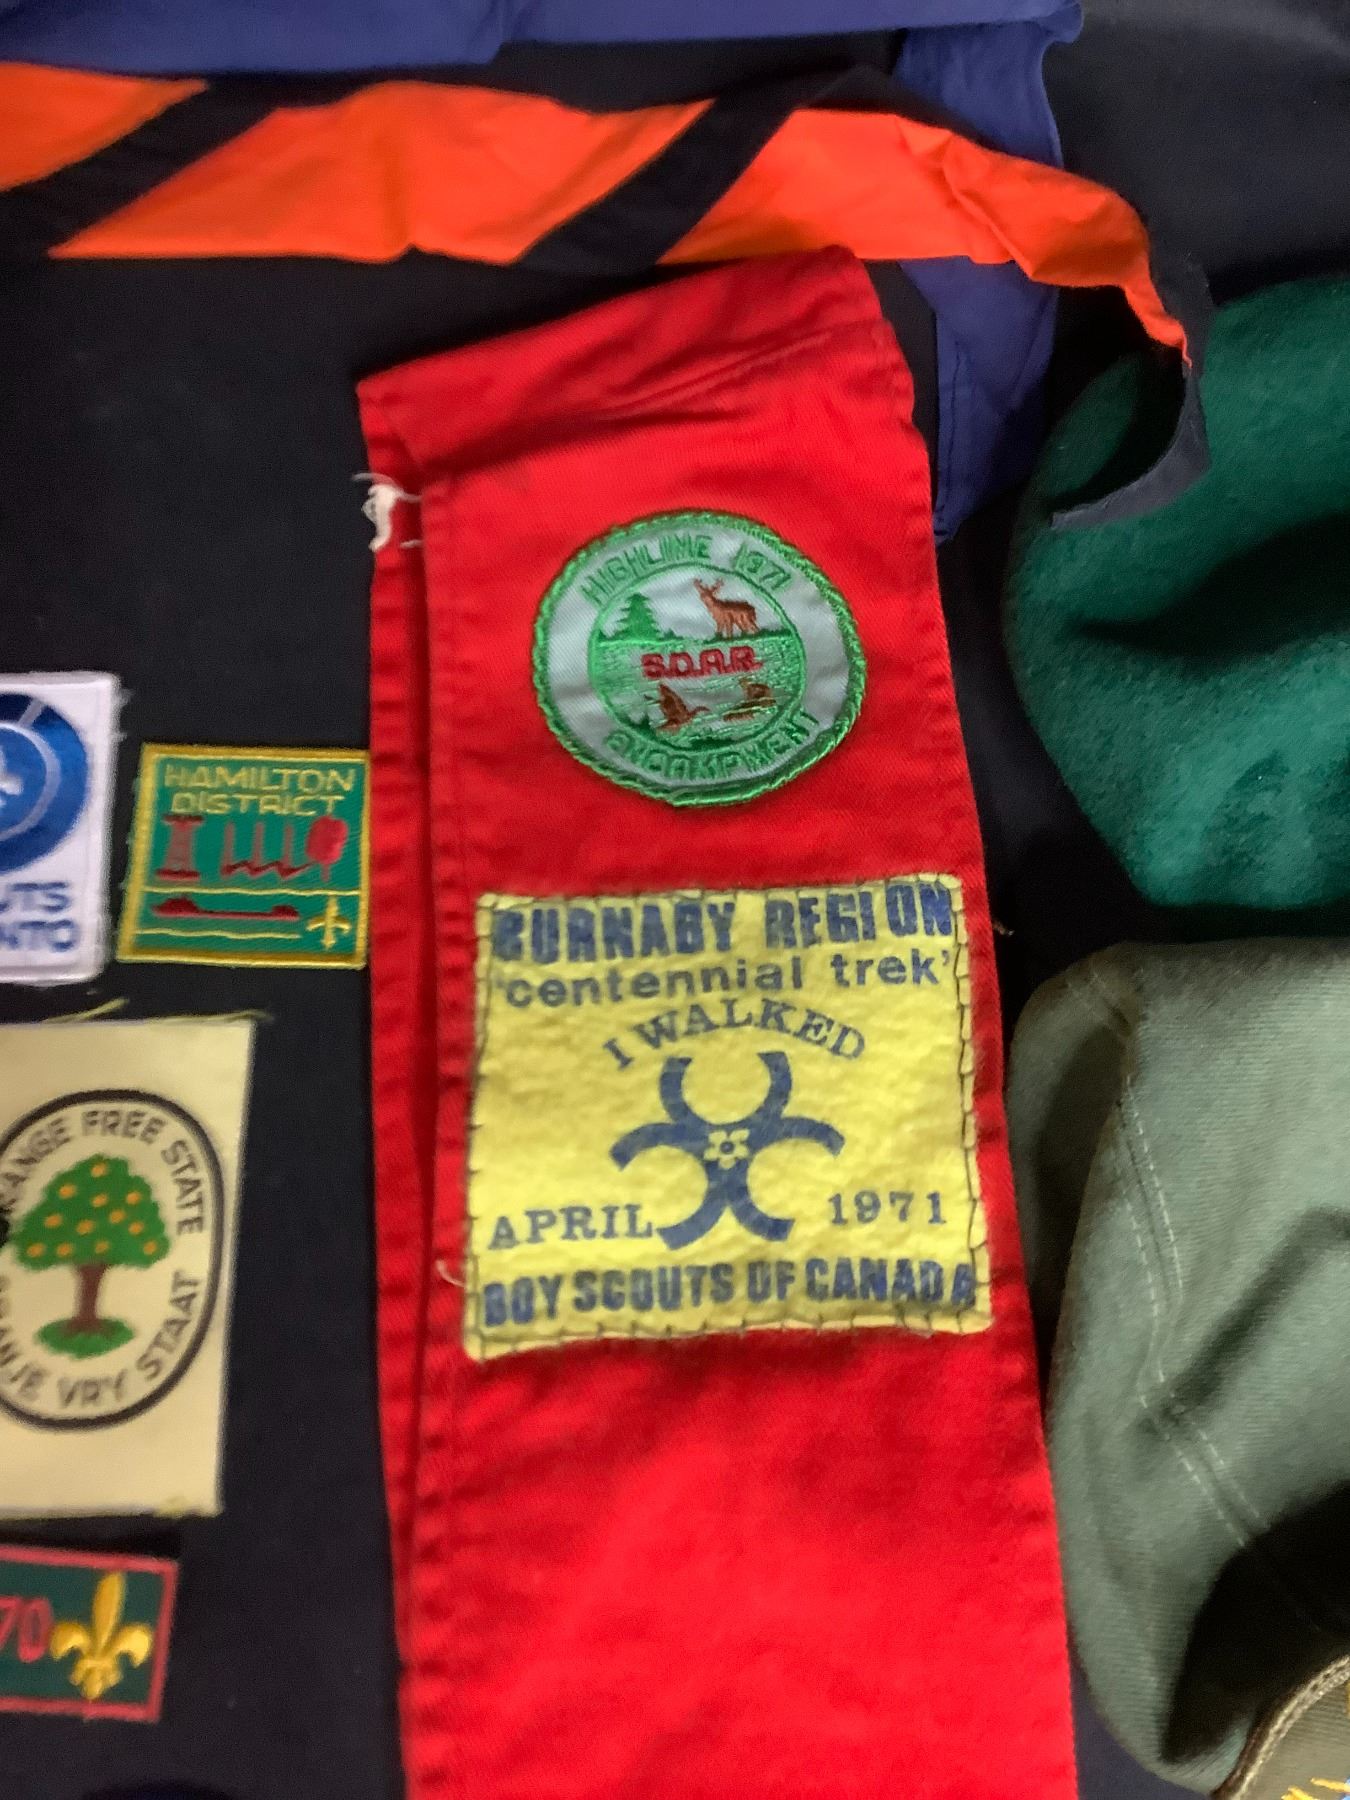 HIGHLINE 1971
S.O.A.R.
ENCAMPMENT
HAMILTON
DISTRICT
BURNABY REGION
'centennial trek'
I WALKED
APRIL 1971
BOY SCOUTS OF CANADA
ORANGE FREE STATE
ORANJE VRY STAAT
70